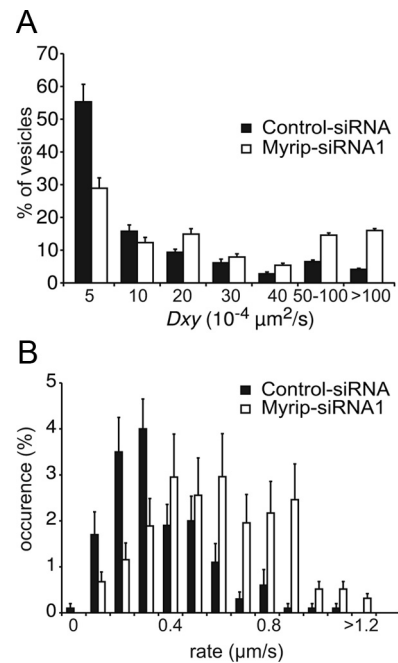 A
70
60
50
40
30
20
10
0
% of vesicles
Control-siRNA
Myrip-siRNA1
5 10 20 30 40 50-100 >100
Dxy (10⁻⁴ µm²/s)
B
5
4
3
2
1
0
occurence (%)
Control-siRNA
Myrip-siRNA1
0 0.4 0.8 >1.2
rate (µm/s)